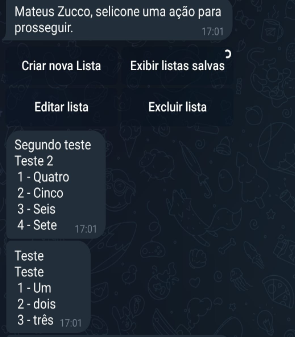 Mateus Zucco, selicone uma ação para
prosseguir.
17:01
Criar nova Lista
Exibir listas salvas
Editar lista
Excluir lista
Segundo teste
Teste 2
1 - Quatro
2 - Cinco
3 - Seis
4 - Sete
17:01
Teste
Teste
1 - Um
2 - dois
3 - três
17:01